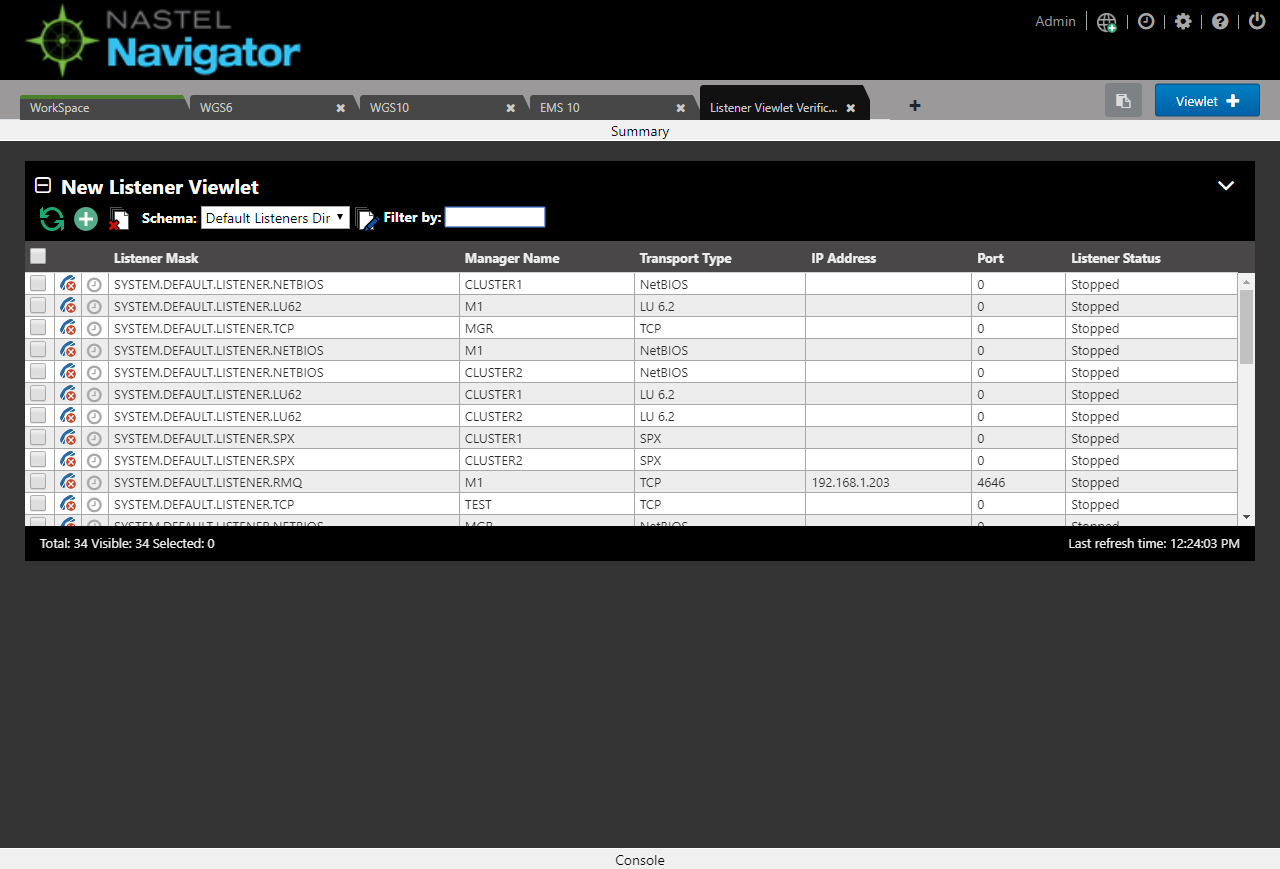 NASTEL
Navigator
Admin
WorkSpace WGS6 WGS10 EMS 10 Listener Viewlet Verific... Viewlet
Summary
New Listener Viewlet
Schema: Default Listeners Dir Filter by:
Listener Mask Manager Name Transport Type IP Address Port Listener Status
SYSTEM.DEFAULT.LISTENER.NETBIOS CLUSTER1 NetBIOS 0 Stopped
SYSTEM.DEFAULT.LISTENER.LU62 M1 LU 6.2 0 Stopped
SYSTEM.DEFAULT.LISTENER.TCP MGR TCP 0 Stopped
SYSTEM.DEFAULT.LISTENER.NETBIOS M1 NetBIOS 0 Stopped
SYSTEM.DEFAULT.LISTENER.NETBIOS CLUSTER2 NetBIOS 0 Stopped
SYSTEM.DEFAULT.LISTENER.LU62 CLUSTER1 LU 6.2 0 Stopped
SYSTEM.DEFAULT.LISTENER.LU62 CLUSTER2 LU 6.2 0 Stopped
SYSTEM.DEFAULT.LISTENER.SPX CLUSTER1 SPX 0 Stopped
SYSTEM.DEFAULT.LISTENER.SPX CLUSTER2 SPX 0 Stopped
SYSTEM.DEFAULT.LISTENER.RMQ M1 TCP 192.168.1.203 4646 Stopped
SYSTEM.DEFAULT.LISTENER.TCP TEST TCP 0 Stopped
SYSTEM.DEFAULT.LISTENER.NETBIOS MGR NetBIOS 0 Stopped
Total: 34 Visible: 34 Selected: 0 Last refresh time: 12:24:03 PM
Console